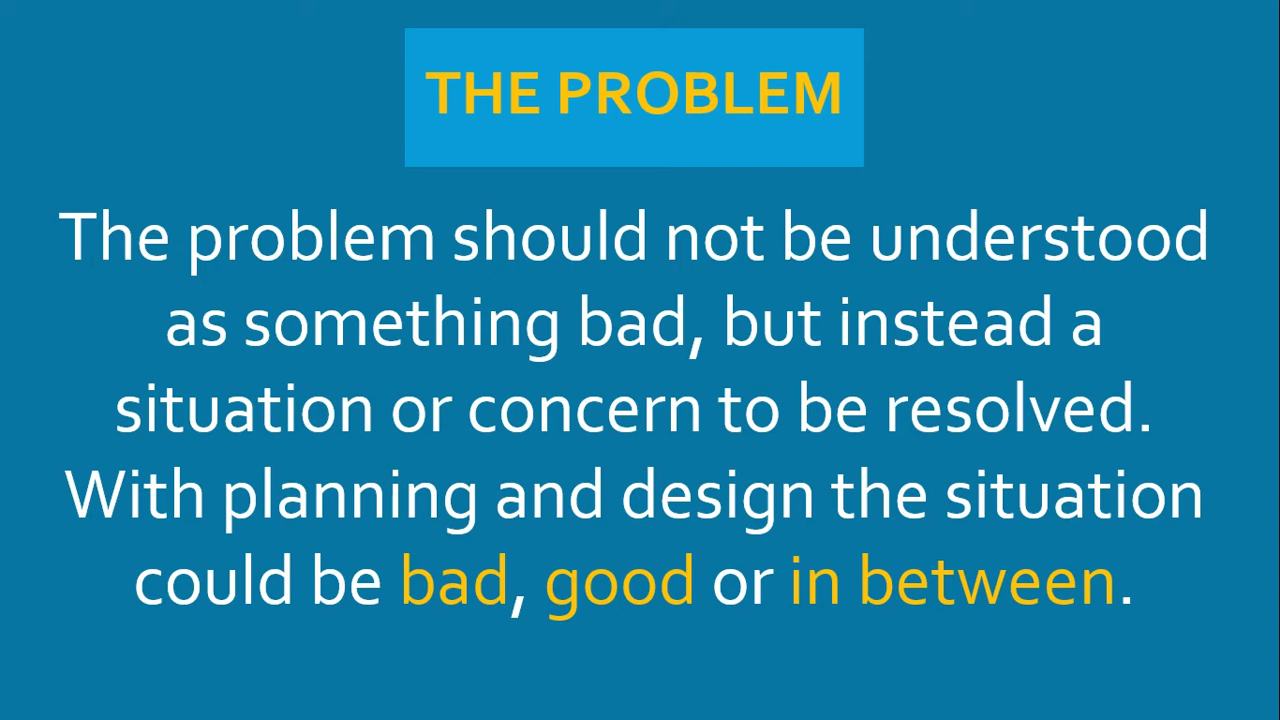 THE PROBLEM
The problem should not be understood
as something bad, but instead a
situation or concern to be resolved.
With planning and design the situation
could be bad, good or in between.